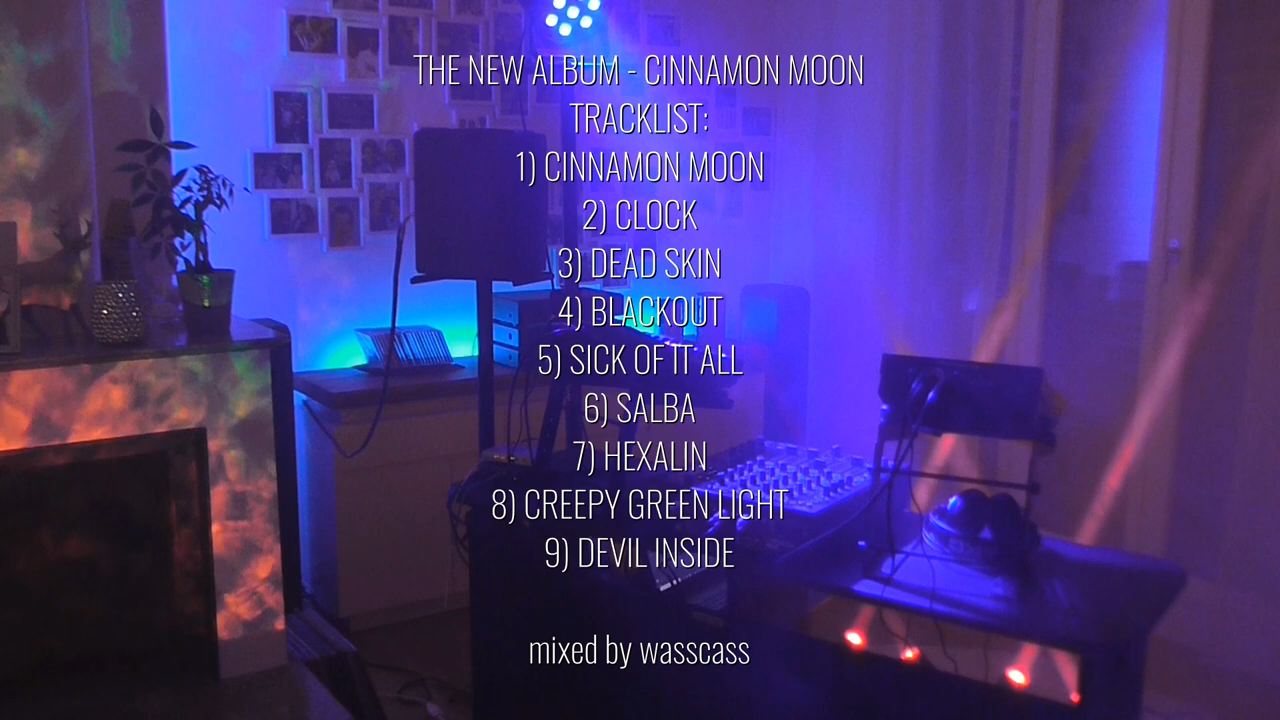 THE NEW ALBUM - CINNAMON MOON
TRACKLIST:
1) CINNAMON MOON
2) CLOCK
3) DEAD SKIN
4) BLACKOUT
5) SICK OF IT ALL
6) SALBA
7) HEXALIN
8) CREEPY GREEN LIGHT
9) DEVIL INSIDE
mixed by wasscass